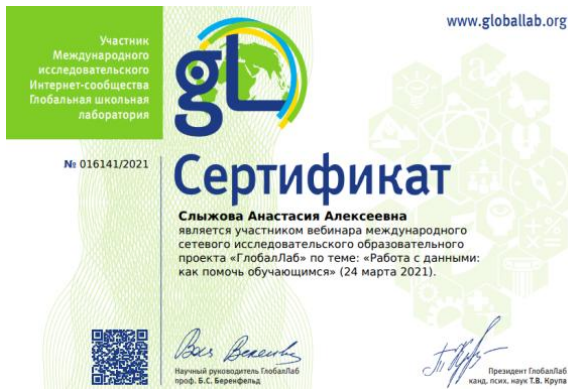 www.globallab.org
Участник
Международного
исследовательского
Интернет-сообщества
Глобальная школьная
лаборатория
gL
№ 016141/2021
Сертификат
Слыжова Анастасия Алексеевна
является участником вебинара международного
сетевого исследовательского образовательного
проекта «ГлобалЛаб» по теме: «Работа с данными:
как помочь обучающимся» (24 марта 2021).
Научный руководитель ГлобалЛаб
проф. Б.С. Беренфельд
Президент ГлобалЛаб
канд. псих. наук Т.В. Крупа